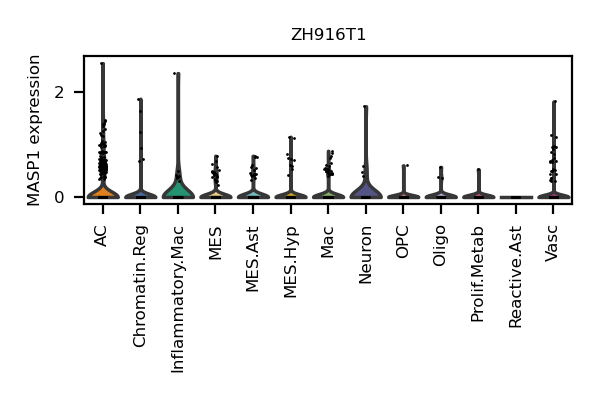 ZH916T1
MASP1 expression
2
0
AC
Chromatin.Reg
Inflammatory.Mac
MES
MES.Ast
MES.Hyp
Mac
Neuron
OPC
Oligo
Prolif.Metab
Reactive.Ast
Vasc